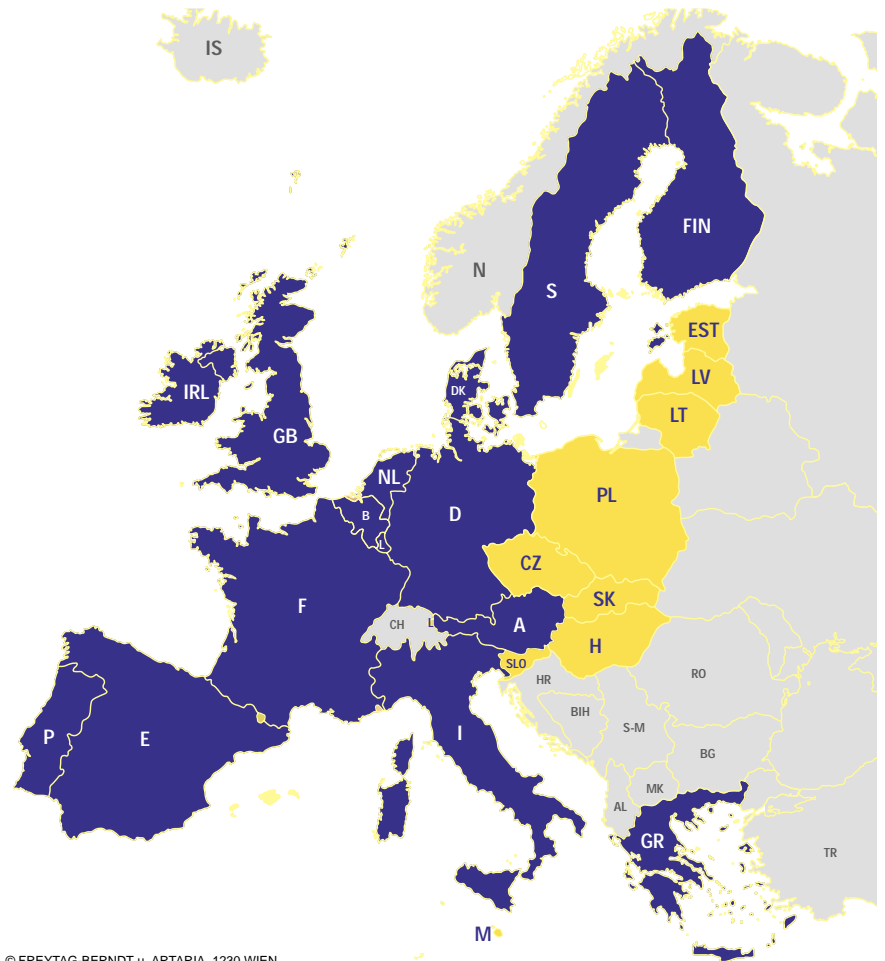 IS
FIN
N
S
EST
LV
IRL
DK
LT
GB
NL
PL
B
D
L
CZ
SK
F
A
CH
L
H
SLO
HR
RO
BIH
P
E
I
S-M
BG
MK
AL
GR
TR
M
© FREYTAG-BERNDT u. ARTARIA, 1230 WIEN